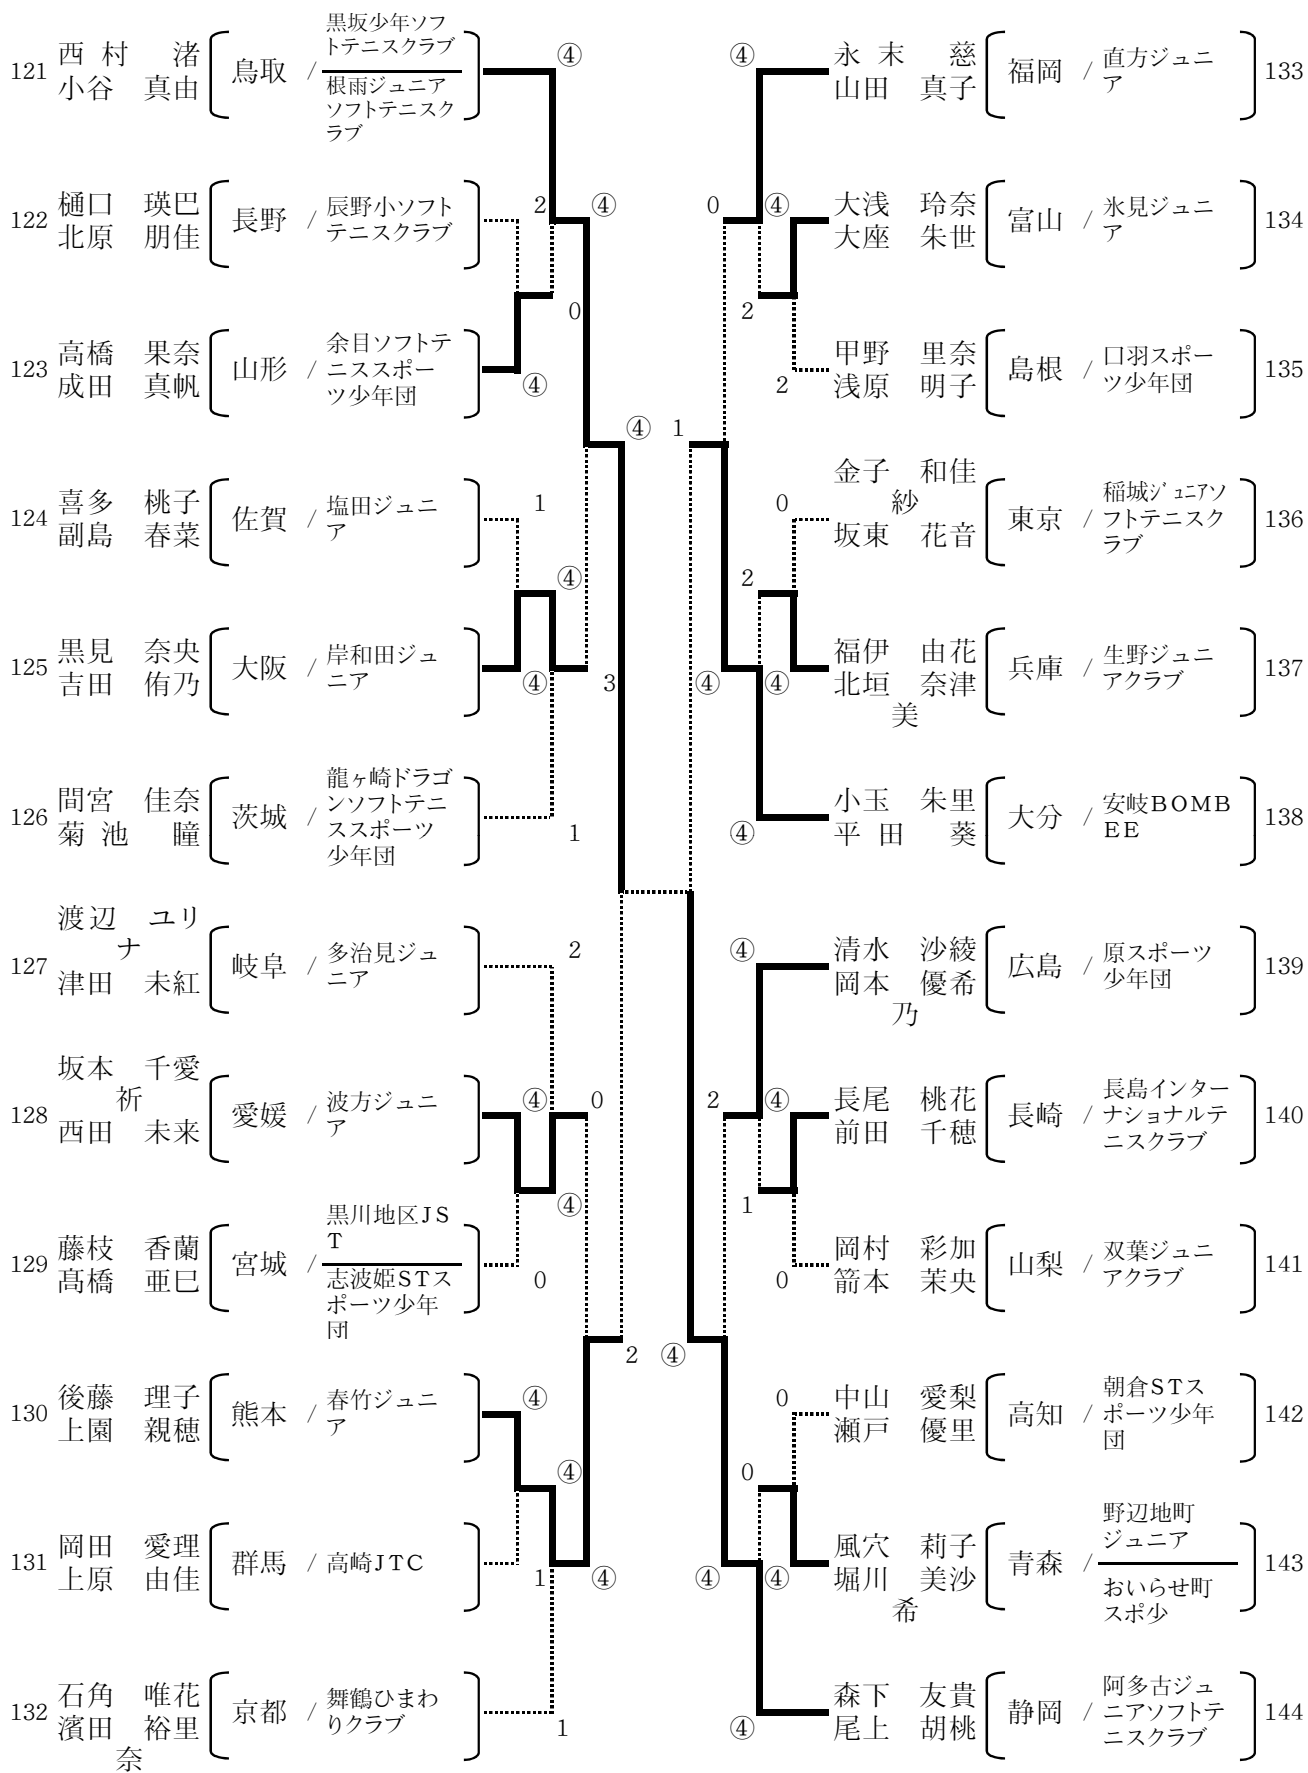 121 西村 渚 小谷 真由 鳥取 / 黒坂少年ソフトテニスクラブ 根雨ジュニアソフトテニスクラブ
④
122 樋口 瑛巴 北原 朋佳 長野 / 辰野小ソフトテニスクラブ
2 ④
0
123 高橋 果奈 成田 真帆 山形 / 余目ソフトテニススポーツ少年団
④
④
124 喜多 桃子 副島 春菜 佐賀 / 塩田ジュニア
1
④
125 黒見 奈央 吉田 侑乃 大阪 / 岸和田ジュニア
④ 3
126 間宮 佳奈 菊池 瞳 茨城 / 龍ヶ崎ドラゴンソフトテニススポーツ少年団
1
127 渡辺 ユリナ 津田 未紅 岐阜 / 多治見ジュニア
2
128 坂本 千愛祈 西田 未来 愛媛 / 波方ジュニア
④ 0
④
129 藤枝 香蘭 髙橋 亜巳 宮城 / 黒川地区JST 志波姫STスポーツ少年団
0
2
130 後藤 理子 上園 親穂 熊本 / 春竹ジュニア
④
④
131 岡田 愛理 上原 由佳 群馬 / 高崎JTC
1 ④
132 石角 唯花 濱田 裕里奈 京都 / 舞鶴ひまわりクラブ
1
④
永末 慈 山田 真子 福岡 / 直方ジュニア 133
0 ④
大浅 玲奈 大座 朱世 富山 / 氷見ジュニア 134
2
甲野 里奈 浅原 明子 島根 / 口羽スポーツ少年団 135
2
1
0
金子 和佳紗 坂東 花音 東京 / 稲城ジュニアソフトテニスクラブ 136
2
福伊 由花 北垣 奈津美 兵庫 / 生野ジュニアクラブ 137
④ ④
小玉 朱里 平田 葵 大分 / 安岐BOMBEE 138
④
④
清水 沙綾 岡本 優希乃 広島 / 原スポーツ少年団 139
2 ④
長尾 桃花 前田 千穂 長崎 / 長島インターナショナルテニスクラブ 140
1
岡村 彩加 箭本 茉央 山梨 / 双葉ジュニアクラブ 141
0
④
0
中山 愛梨 瀬戸 優里 高知 / 朝倉STスポーツ少年団 142
0
風穴 莉子 堀川 美沙希 青森 / 野辺地町ジュニア おいらせ町スポ少 143
④ ④
森下 友貴 尾上 胡桃 静岡 / 阿多古ジュニアソフトテニスクラブ 144
④